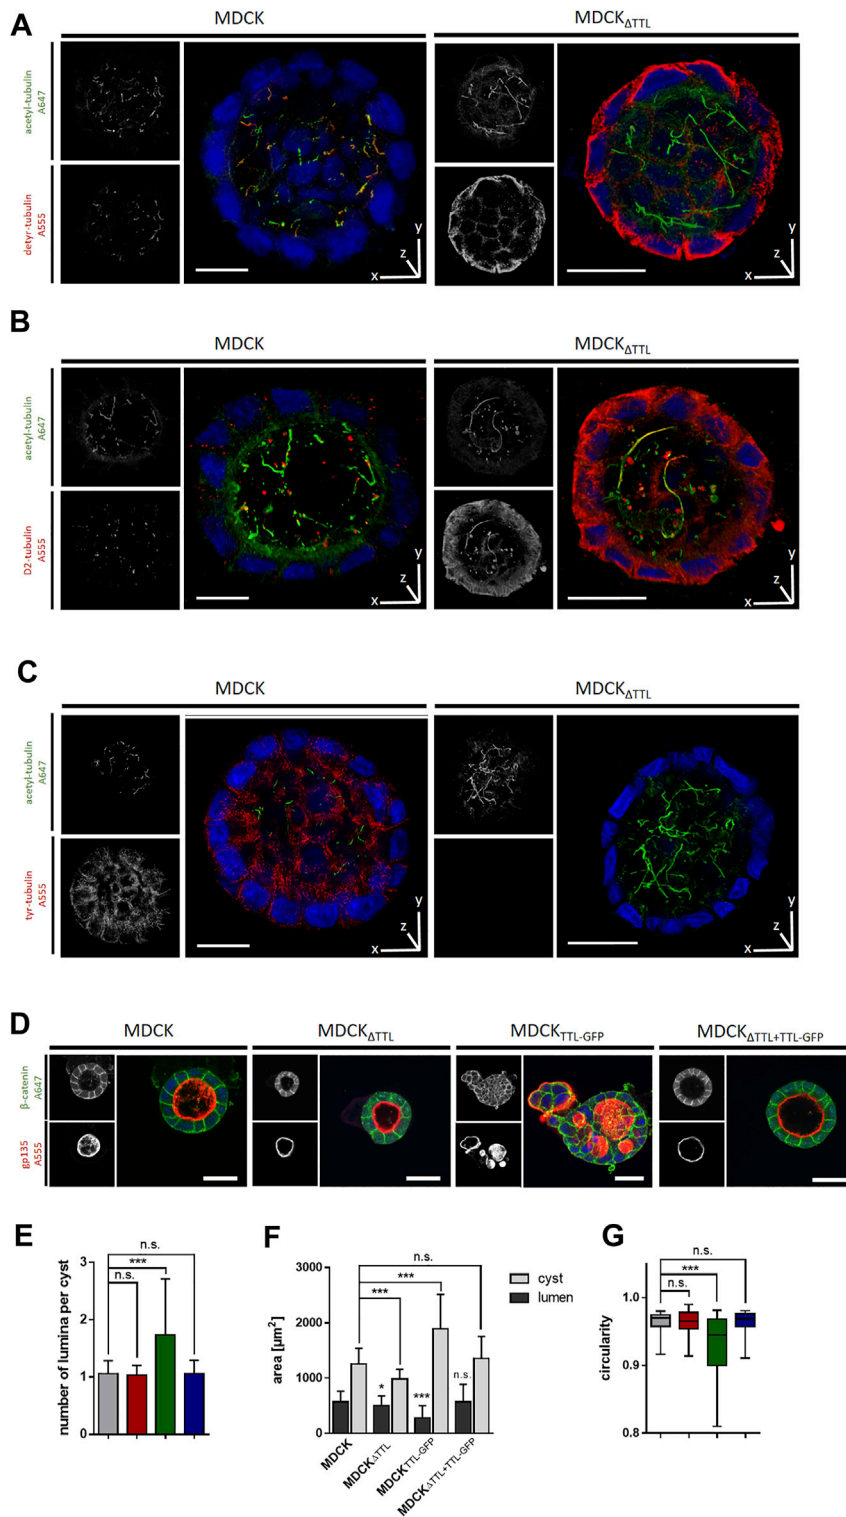 A
MDCK
MDCKΔTTL
acetyl-tubulin
A647
detyr-tubulin
A555
y
z
x
y
z
x
B
MDCK
MDCKΔTTL
acetyl-tubulin
A647
D2-tubulin
A555
y
z
x
y
z
x
C
MDCK
MDCKΔTTL
acetyl-tubulin
A647
tyr-tubulin
A555
y
z
x
y
z
x
D
MDCK
MDCKΔTTL
MDCKTTL-GFP
MDCKΔTTL+TTL-GFP
β-catenin
A647
gp135
A555
E
number of lumina per cyst
3
2
1
0
n.s.
***
n.s.
F
area [µm²]
3000
2000
1000
0
n.s.
***
***
*
***
n.s.
cyst
lumen
MDCK
MDCKΔTTL
MDCKTTL-GFP
MDCKΔTTL+TTL-GFP
G
circularity
1.0
0.9
0.8
n.s.
***
n.s.